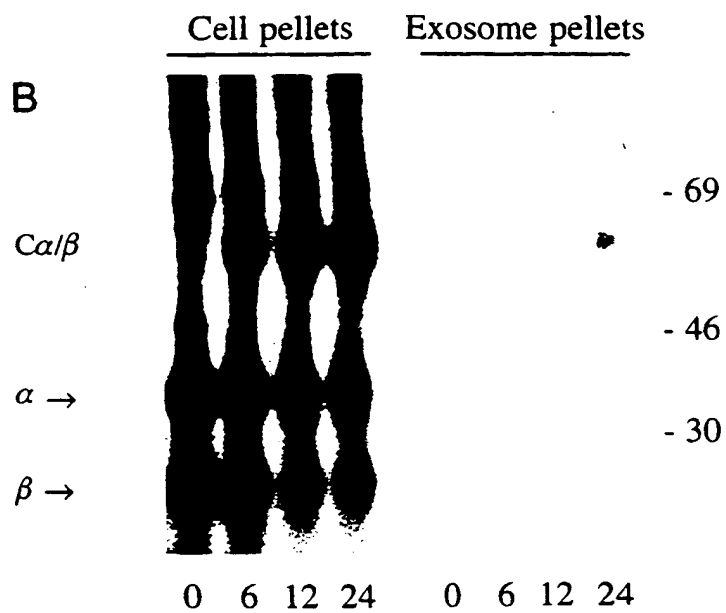 Cell pellets Exosome pellets
B
- 69
Cα/β
- 46
α →
- 30
β →
0 6 12 24 0 6 12 24